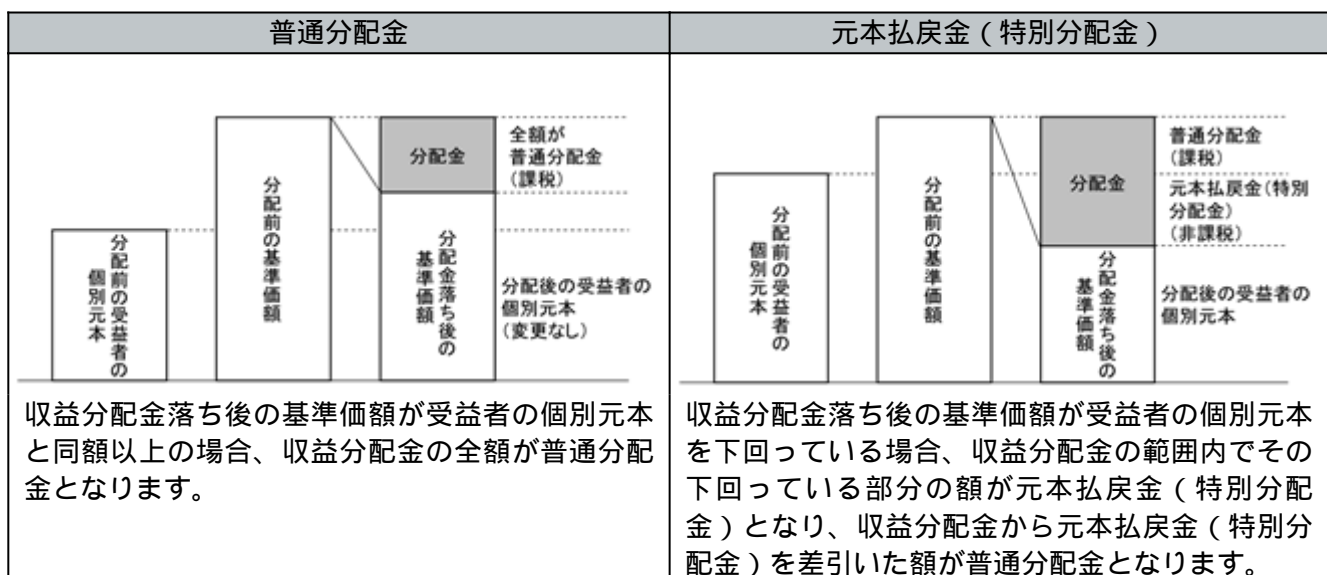 普通分配金
元本払戻金(特別分配金)
分配前の受益者の
個別元本
分配前の基準価額
分配金
分配金落ち後の
基準価額
全額が
普通分配金
(課税)
分配後の受益者の
個別元本
(変更なし)
分配前の受益者の
個別元本
分配前の基準価額
分配金
分配金落ち後の
基準価額
普通分配金
(課税)
元本払戻金(特別
分配金)
(非課税)
分配後の受益者の
個別元本
収益分配金落ち後の基準価額が受益者の個別元本
と同額以上の場合、収益分配金の全額が普通分配
金となります。
収益分配金落ち後の基準価額が受益者の個別元本
を下回っている場合、収益分配金の範囲内でその
下回っている部分の額が元本払戻金(特別分配
金)となり、収益分配金から元本払戻金(特別分
配金)を差引いた額が普通分配金となります。